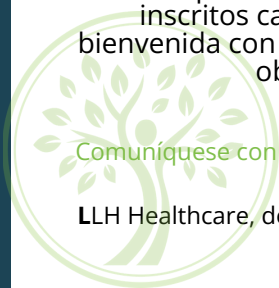 inscritos ca
bienvenida con
ob
Comuníquese con
LLH Healthcare, de